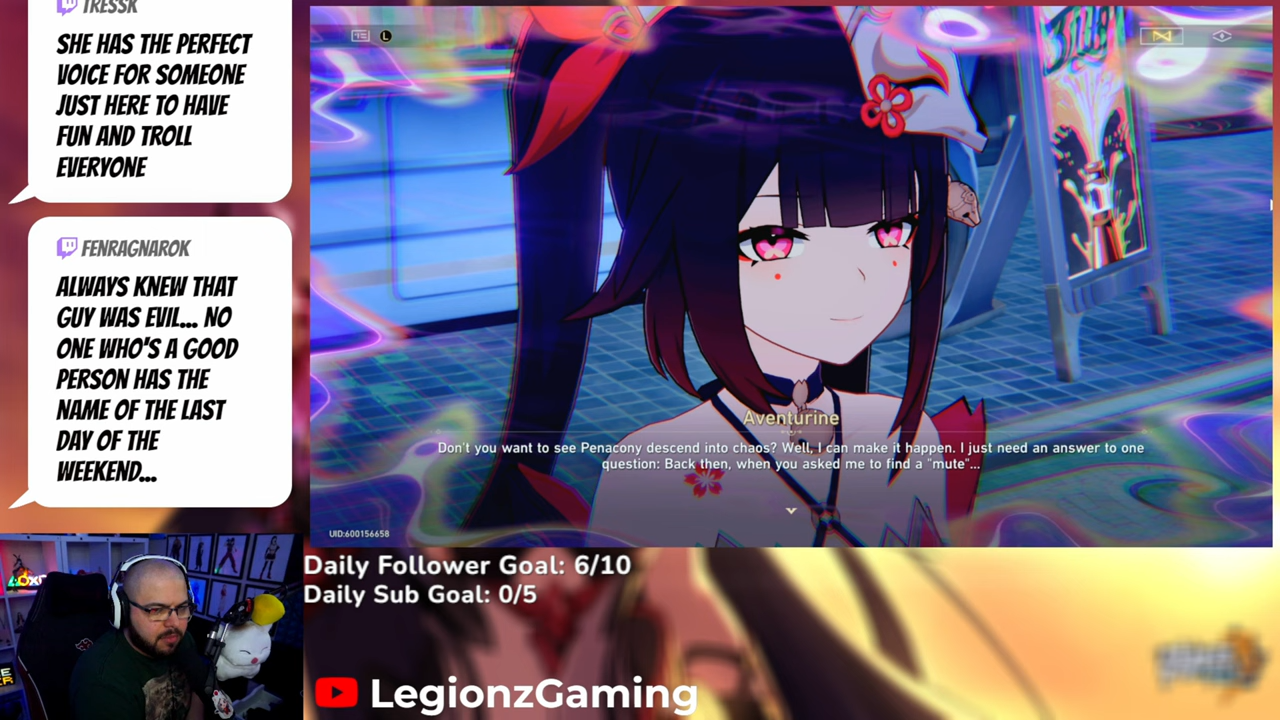 TRESSK
SHE HAS THE PERFECT
VOICE FOR SOMEONE
JUST HERE TO HAVE
FUN AND TROLL
EVERYONE
FENRAGNAROK
ALWAYS KNEW THAT
GUY WAS EVIL... NO
ONE WHO'S A GOOD
PERSON HAS THE
NAME OF THE LAST
DAY OF THE
WEEKEND...
L
Aventurine
Don't you want to see Penacony descend into chaos? Well, I can make it happen. I just need an answer to one
question: Back then, when you asked me to find a "mute"...
UID:600156658
Daily Follower Goal: 6/10
Daily Sub Goal: 0/5
LegionzGaming